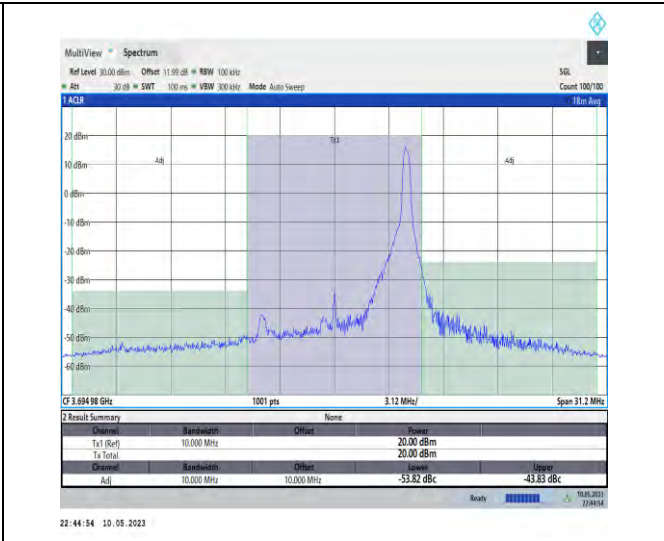 MultiView Spectrum
Ref Level 30.00 dBm Offset 11.99 dB RBW 100 kHz SGL
Att 30 dB SWT 100 ms VBW 300 kHz Mode Auto Sweep Count 100/100
1 ACLR 1Rm Avg
Tx1
20 dBm
Adj Adj
10 dBm
0 dBm
-10 dBm
-20 dBm
-30 dBm
-40 dBm
-50 dBm
-60 dBm
CF 3.694 98 GHz 1001 pts 3.12 MHz/ Span 31.2 MHz
2 Result Summary None
Channel Bandwidth Offset Power
Tx1 (Ref) 10.000 MHz 20.00 dBm
Tx Total 20.00 dBm
Channel Bandwidth Offset Lower Upper
Adj 10.000 MHz 10.000 MHz -53.82 dBc -43.83 dBc
Ready 10.05.2023
22:44:54
22:44:54 10.05.2023